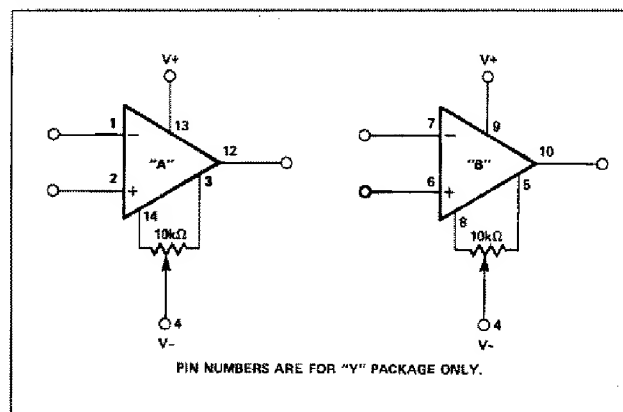 V+
V+
1
13
7
9
−
−
"A"
12
"B"
10
2
3
6
5
+
+
14
8
10kΩ
10kΩ
4
4
V−
V−
PIN NUMBERS ARE FOR "Y" PACKAGE ONLY.